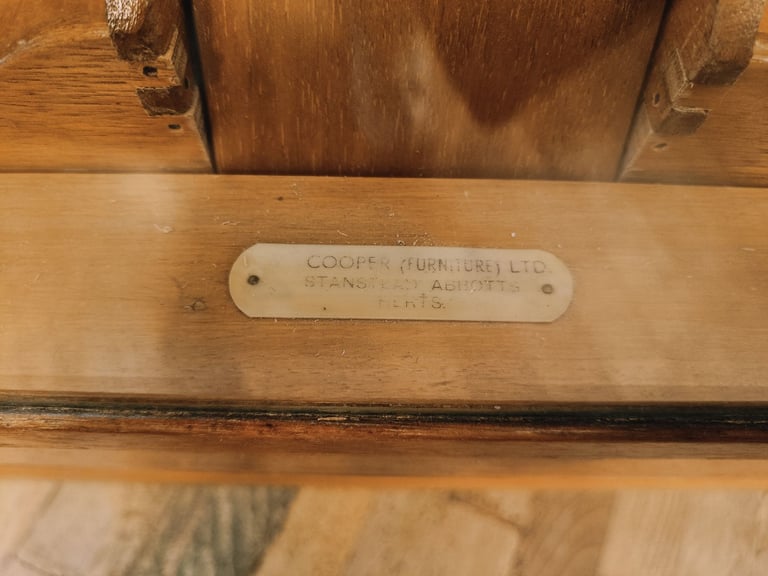 COOPER (FURNITURE) LTD.
STANSTEAD ABBOTTS
HERTS.